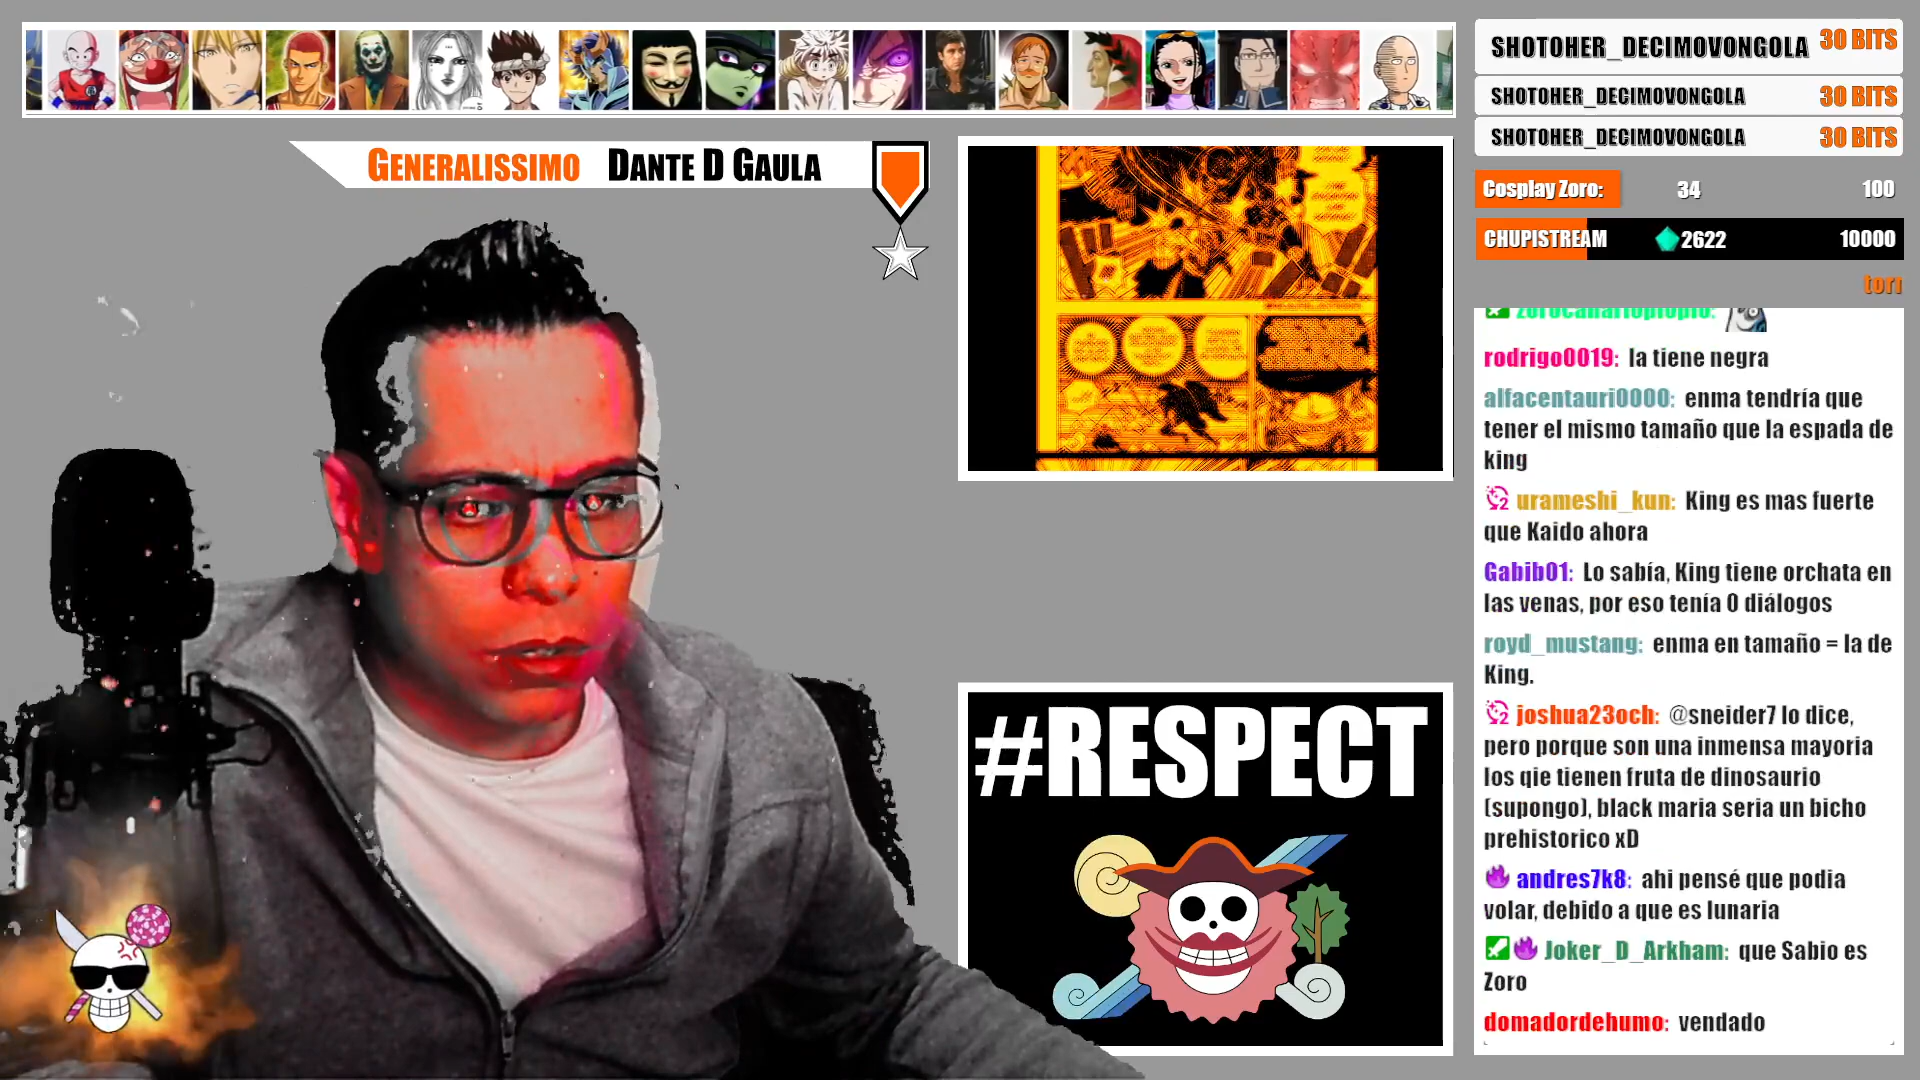 GENERALISSIMO DANTE D GAULA
#RESPECT
SHOTOHER_DECIMOVONGOLA 30 BITS
SHOTOHER_DECIMOVONGOLA 30 BITS
SHOTOHER_DECIMOVONGOLA 30 BITS
Cosplay Zoro: 34 100
CHUPISTREAM 2622 10000
torr
zorocanariopropro:
rodrigo0019: la tiene negra
alfacentauri0000: enma tendría que
tener el mismo tamaño que la espada de
king
urameshi_kun: King es mas fuerte
que Kaido ahora
Gabib01: Lo sabía, King tiene orchata en
las venas, por eso tenía 0 diálogos
royd_mustang: enma en tamaño = la de
King.
joshua23och: @sneider7 lo dice,
pero porque son una inmensa mayoria
los qie tienen fruta de dinosaurio
(supongo), black maria seria un bicho
prehistorico xD
andres7k8: ahi pensé que podia
volar, debido a que es lunaria
Joker_D_Arkham: que Sabio es
Zoro
domadordehumo: vendado